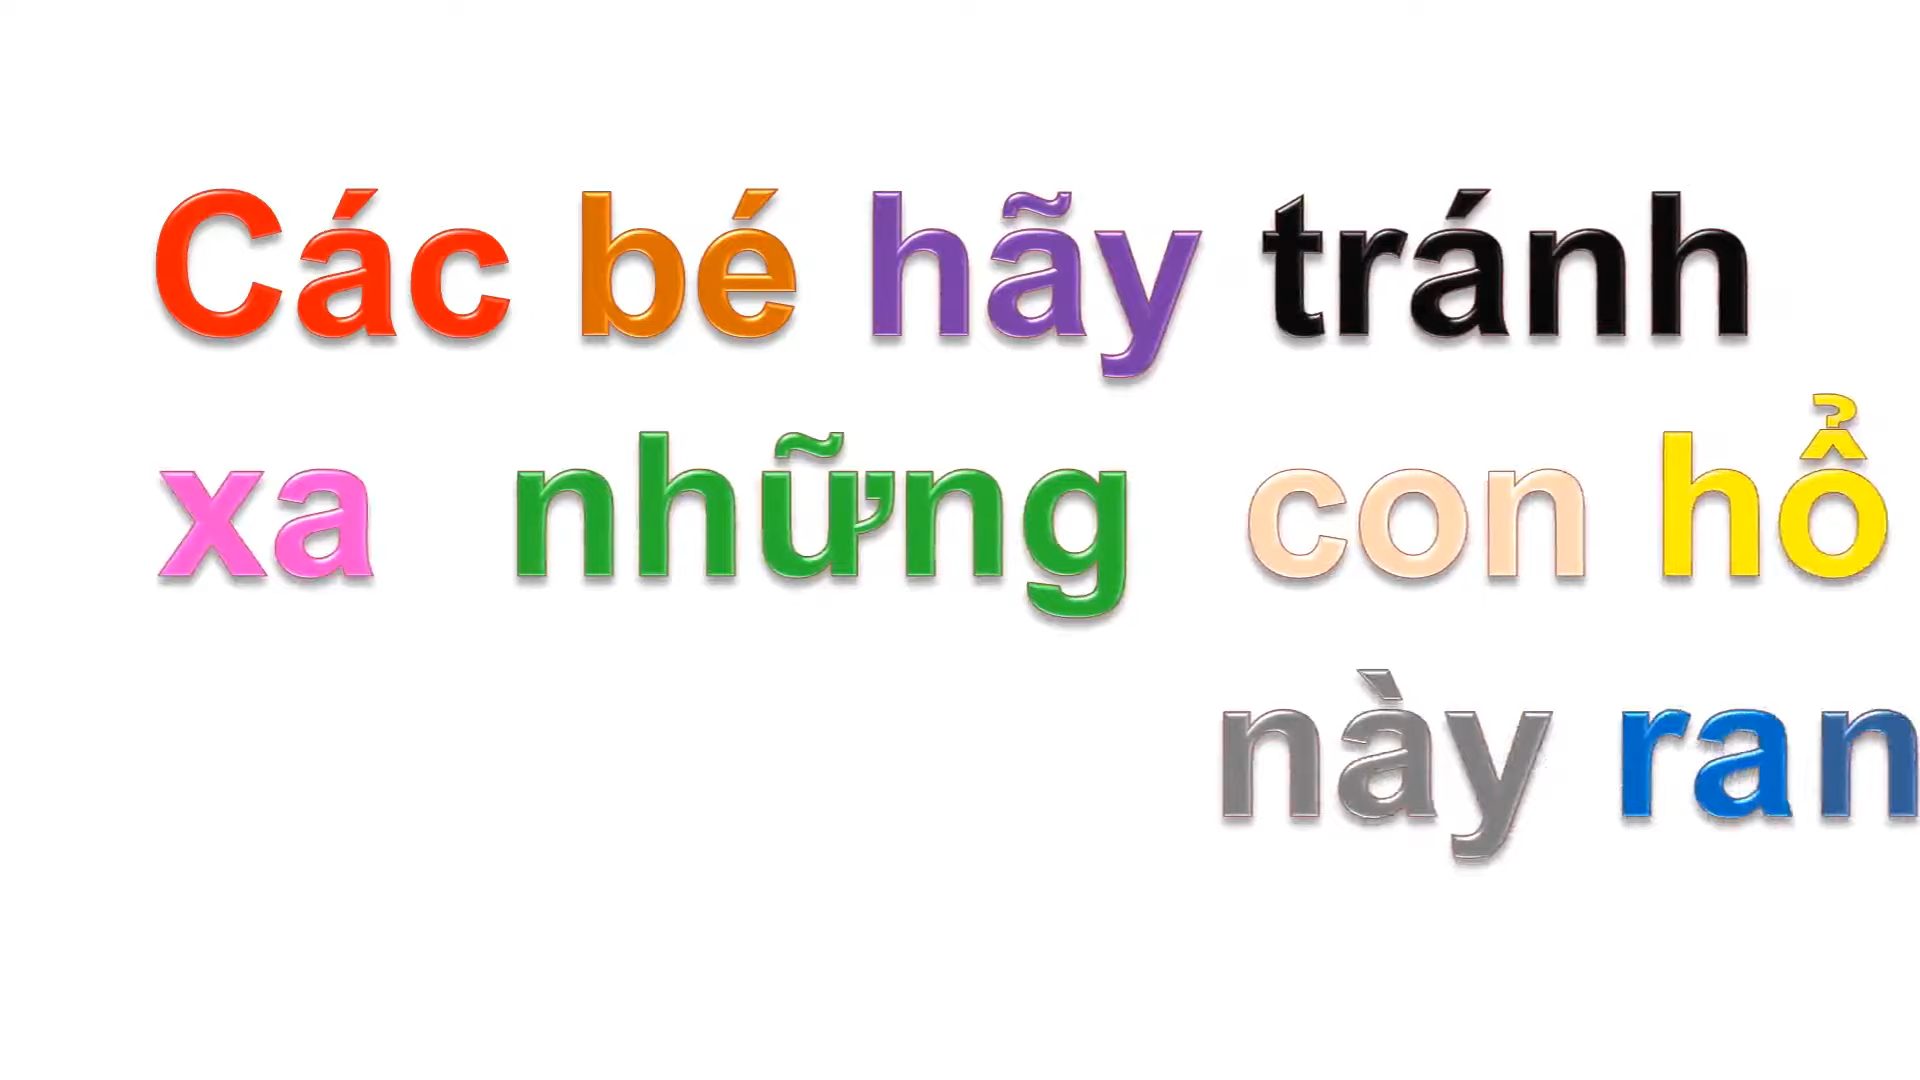 Các bé hãy tránh
xa những con hổ
này ran